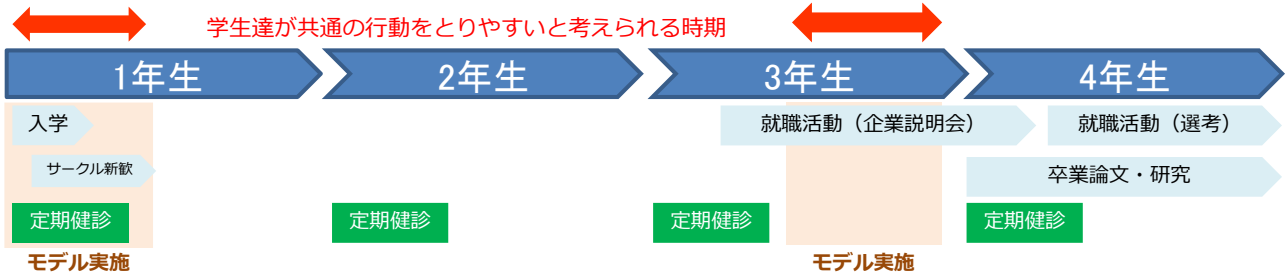 学生達が共通の行動をとりやすいと考えられる時期
1年生
2年生
3年生
4年生
入学
就職活動（企業説明会）
就職活動（選考）
サークル新歓
卒業論文・研究
定期健診
定期健診
定期健診
定期健診
モデル実施
モデル実施